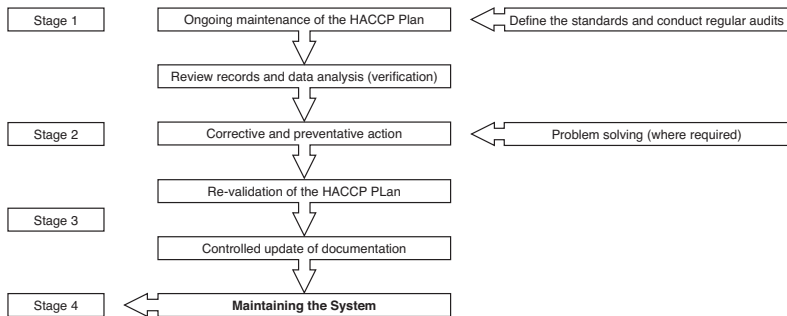 Stage 1
Ongoing maintenance of the HACCP Plan
Define the standards and conduct regular audits
Review records and data analysis (verification)
Stage 2
Corrective and preventative action
Problem solving (where required)
Re-validation of the HACCP PLan
Stage 3
Controlled update of documentation
Stage 4
Maintaining the System